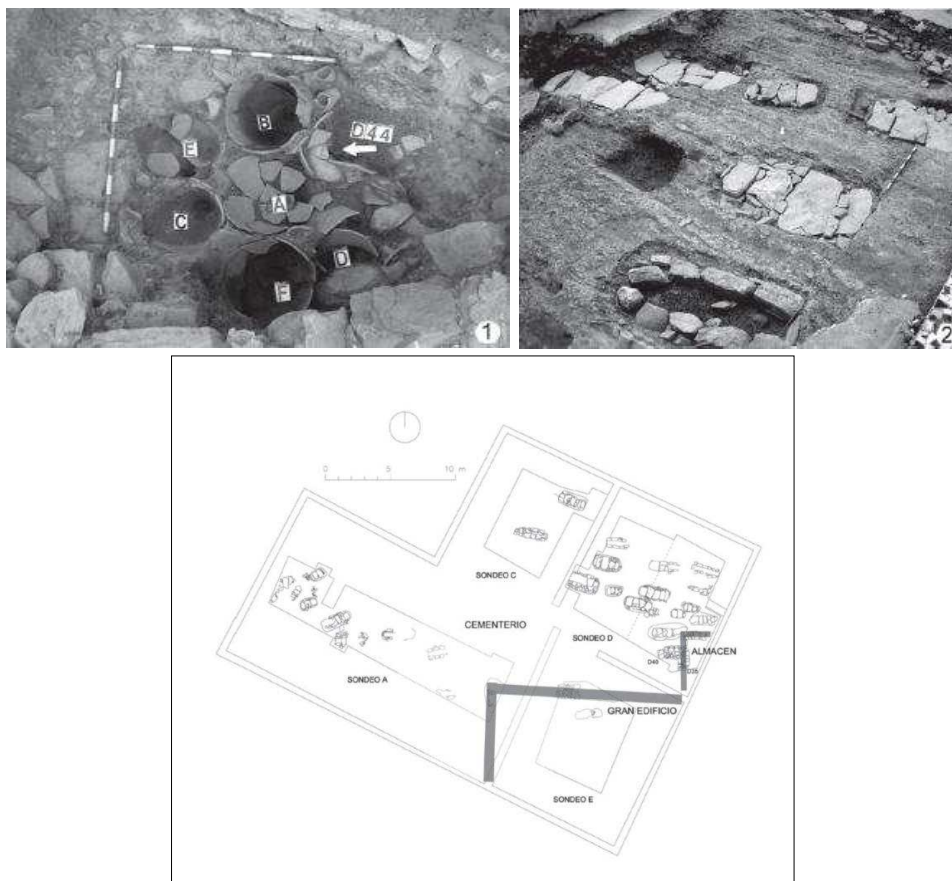 B
D44
E
A
C
D
F
1
2
0 5 10 m
SONDEO C
CEMENTERIO
SONDEO D
ALMACEN
D46
D35
SONDEO A
GRAN EDIFICIO
SONDEO E